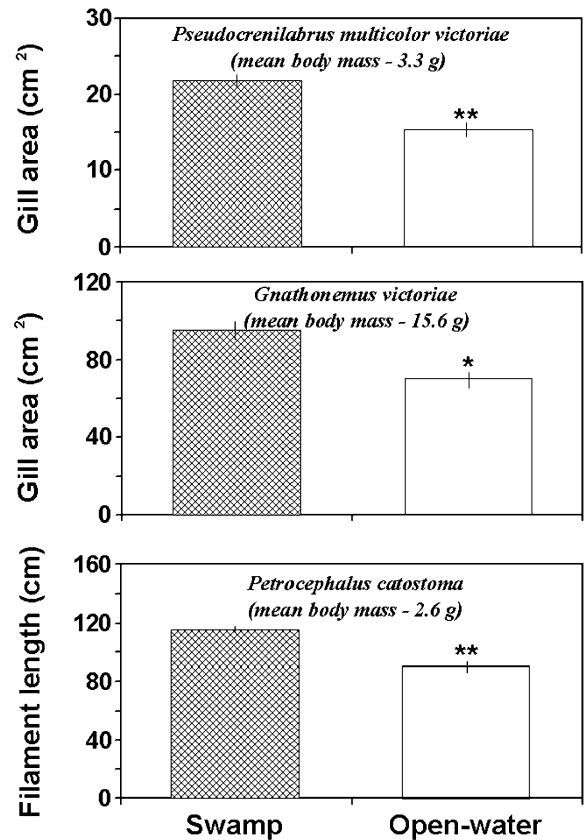 Pseudocrenilabrus multicolor victoriae
(mean body mass - 3.3 g)
Gill area (cm ²)
30
20
10
0
**
Gnathonemus victoriae
(mean body mass - 15.6 g)
Gill area (cm ²)
120
80
40
0
*
Petrocephalus catostoma
(mean body mass - 2.6 g)
Filament length (cm)
160
120
80
40
0
**
Swamp Open-water